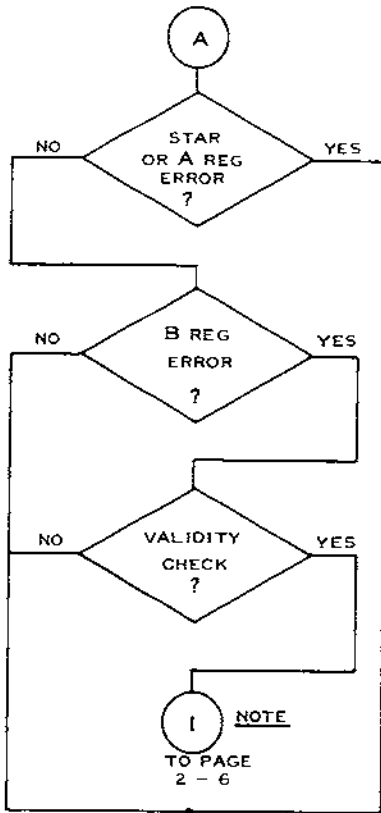 A
STAR
OR A REG
ERROR
?
NO
YES
B REG
ERROR
?
NO
YES
VALIDITY
CHECK
?
NO
YES
1
NOTE
TO PAGE
2 - 6